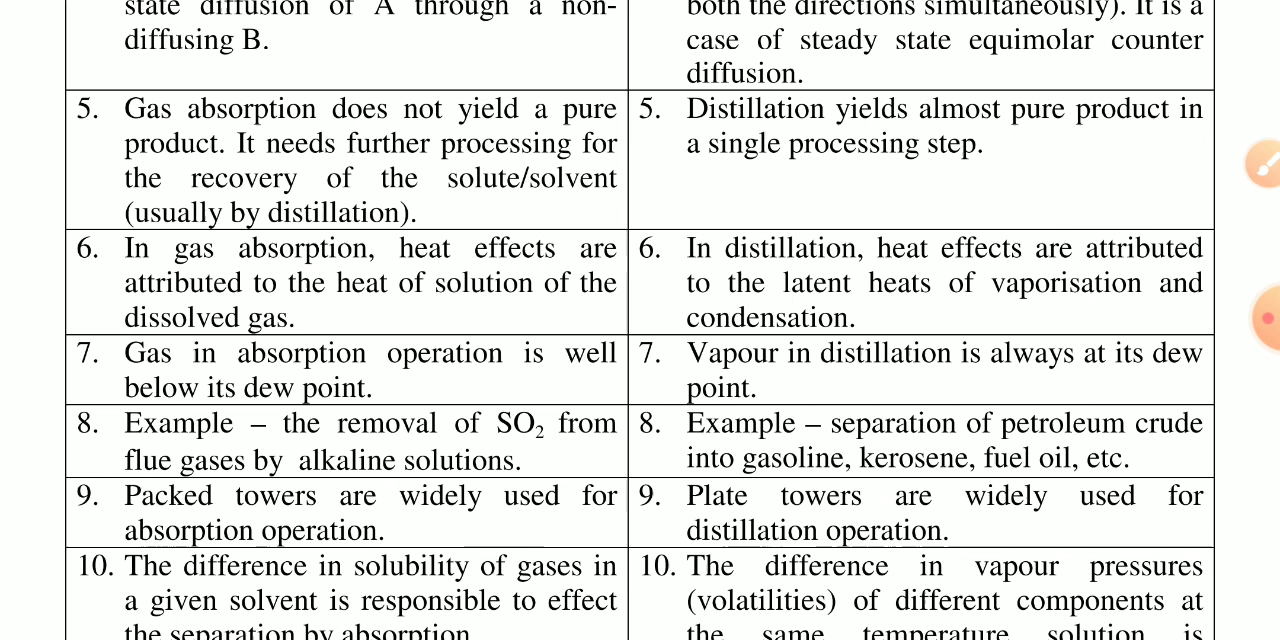 state diffusion of A through a non-
diffusing B.
both the directions simultaneously). It is a
case of steady state equimolar counter
diffusion.
5. Gas absorption does not yield a pure
product. It needs further processing for
the recovery of the solute/solvent
(usually by distillation).
5. Distillation yields almost pure product in
a single processing step.
6. In gas absorption, heat effects are
attributed to the heat of solution of the
dissolved gas.
6. In distillation, heat effects are attributed
to the latent heats of vaporisation and
condensation.
7. Gas in absorption operation is well
below its dew point.
7. Vapour in distillation is always at its dew
point.
8. Example – the removal of SO₂ from
flue gases by alkaline solutions.
8. Example – separation of petroleum crude
into gasoline, kerosene, fuel oil, etc.
9. Packed towers are widely used for
absorption operation.
9. Plate towers are widely used for
distillation operation.
10. The difference in solubility of gases in
a given solvent is responsible to effect
the separation by absorption.
10. The difference in vapour pressures
(volatilities) of different components at
the same temperature solution is